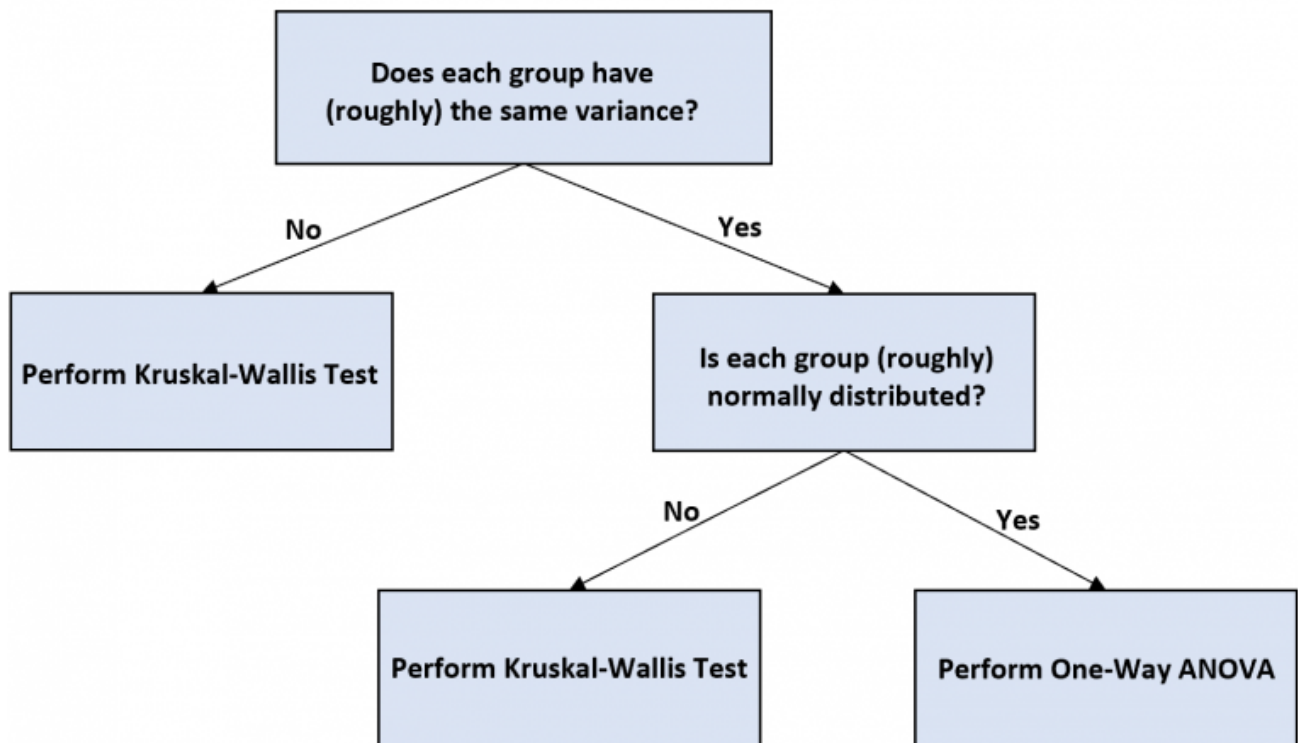 Does each group have
(roughly) the same variance?
No
Yes
Perform Kruskal-Wallis Test
Is each group (roughly)
normally distributed?
No
Yes
Perform Kruskal-Wallis Test
Perform One-Way ANOVA